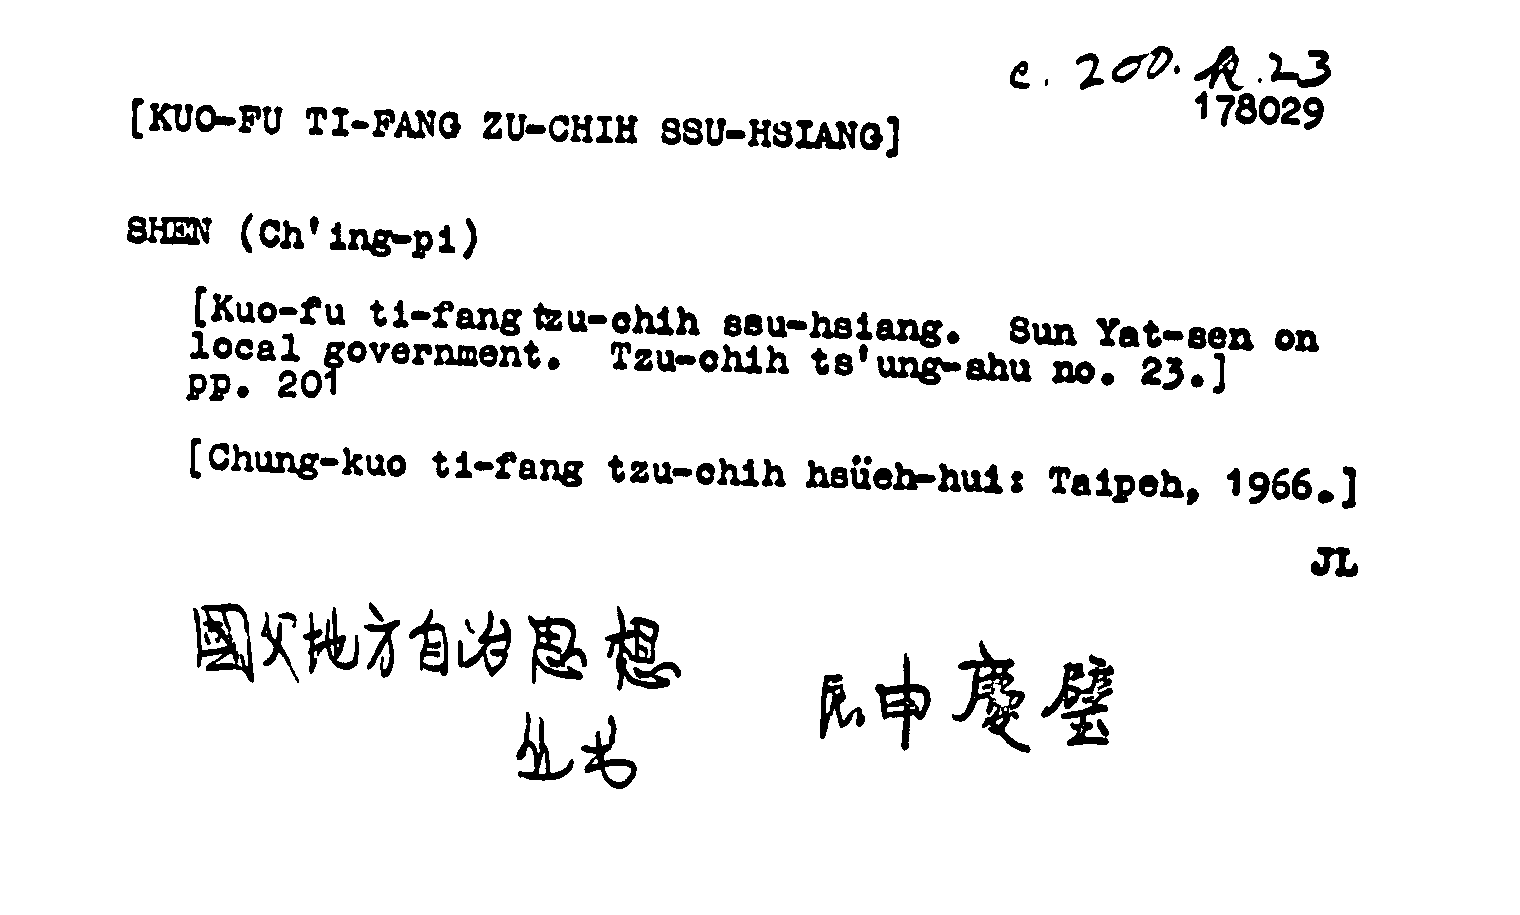 c. 200. k. 23
178029
[KUO-FU TI-FANG ZU-CHIH SSU-HSIANG]
SHEN (Ch'ing-pi)
[Kuo-fu ti-fang tzu-chih ssu-hsiang. Sun Yat-sen on
local government. Tzu-chih ts'ung-shu no. 23.]
pp. 201
[Chung-kuo ti-fang tzu-chih hsüeh-hui: Taipeh, 1966.]
JL
國父地方自治思想
申慶璧
丛书